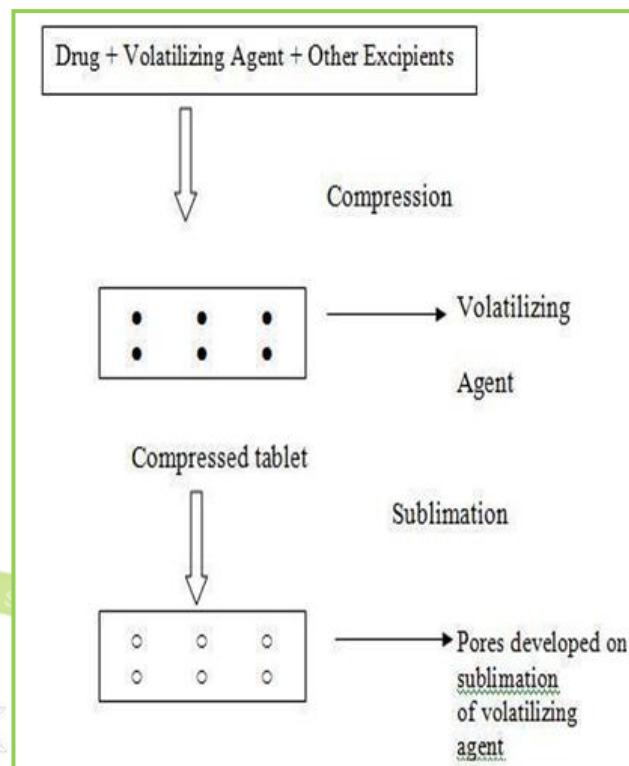 Drug + Volatilizing Agent + Other Excipients
Compression
Volatilizing
Agent
Compressed tablet
Sublimation
Pores developed on
sublimation
of volatilizing
agent